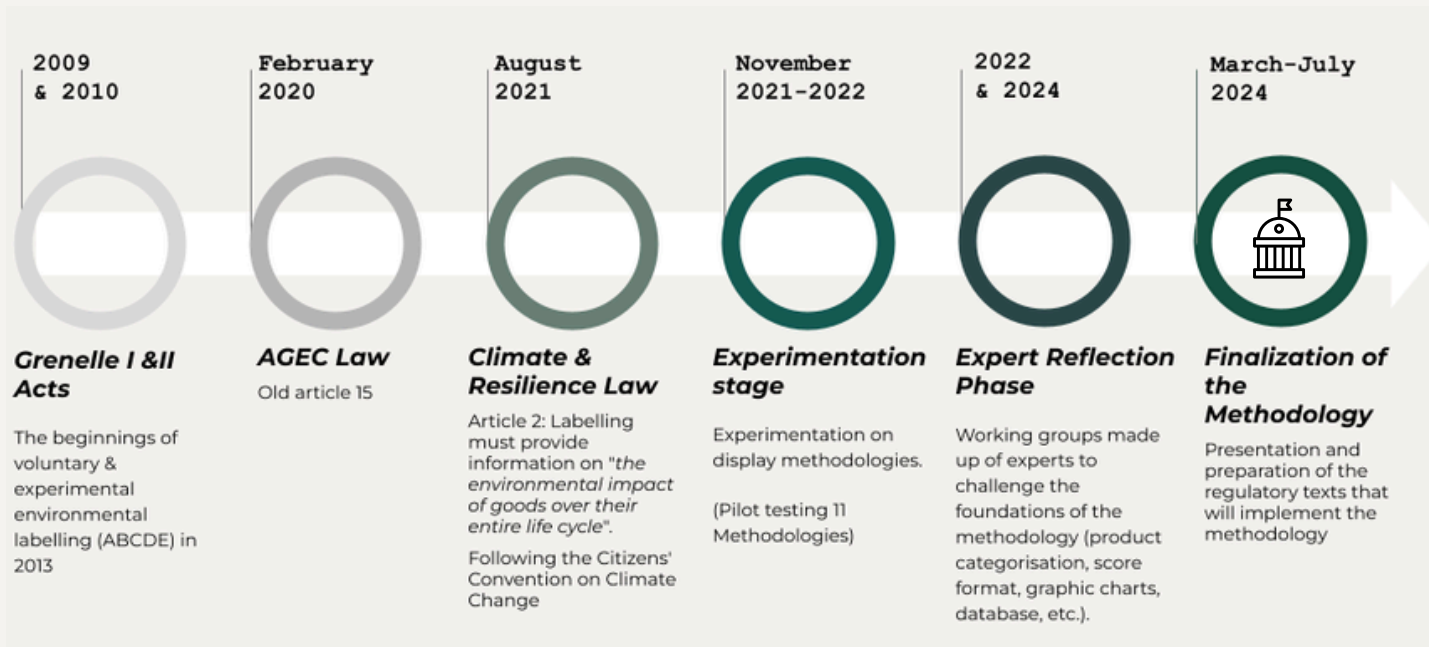 2009
& 2010
February
2020
August
2021
November
2021-2022
2022
& 2024
March-July
2024
Grenelle I &II
Acts
The beginnings of
voluntary &
experimental
environmental
labelling (ABCDE) in
2013
AGEC Law
Old article 15
Climate &
Resilience Law
Article 2: Labelling
must provide
information on "the
environmental impact
of goods over their
entire life cycle".
Following the Citizens'
Convention on Climate
Change
Experimentation
stage
Experimentation on
display methodologies.
(Pilot testing 11
Methodologies)
Expert Reflection
Phase
Working groups made
up of experts to
challenge the
foundations of the
methodology (product
categorisation, score
format, graphic charts,
database, etc.).
Finalization of
the
Methodology
Presentation and
preparation of the
regulatory texts that
will implement the
methodology